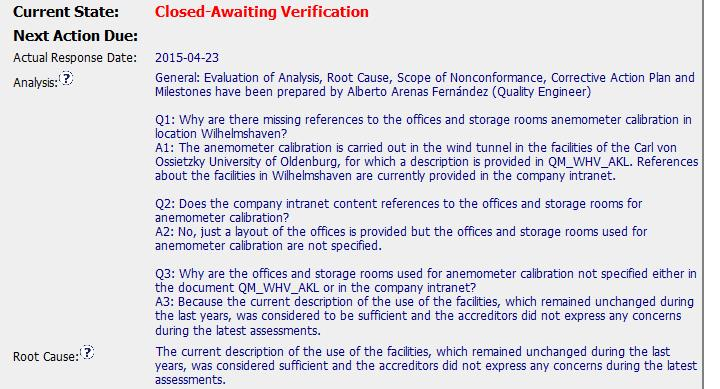 Current State: Closed-Awaiting Verification
Next Action Due:
Actual Response Date: 2015-04-23
Analysis: ? General: Evaluation of Analysis, Root Cause, Scope of Nonconformance, Corrective Action Plan and
Milestones have been prepared by Alberto Arenas Fernández (Quality Engineer)
Q1: Why are there missing references to the offices and storage rooms anemometer calibration in
location Wilhelmshaven?
A1: The anemometer calibration is carried out in the wind tunnel in the facilities of the Carl von
Ossietzky University of Oldenburg, for which a description is provided in QM_WHV_AKL. References
about the facilities in Wilhelmshaven are currently provided in the company intranet.
Q2: Does the company intranet content references to the offices and storage rooms for
anemometer calibration?
A2: No, just a layout of the offices is provided but the offices and storage rooms used for
anemometer calibration are not specified.
Q3: Why are the offices and storage rooms used for anemometer calibration not specified either in
the document QM_WHV_AKL or in the company intranet?
A3: Because the current description of the use of the facilities, which remained unchanged during
the last years, was considered to be sufficient and the accreditors did not express any concerns
during the latest assessments.
Root Cause: ? The current description of the use of the facilities, which remained unchanged during the last
years, was considered sufficient and the accreditors did not express any concerns during the latest
assessments.